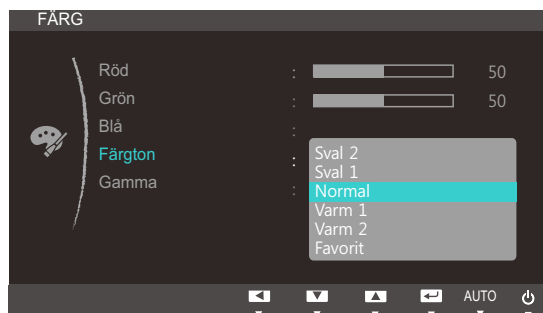 FÄRG
Röd : 50
Grön : 50
Blå :
Färgton :
Gamma :
Sval 2
Sval 1
Normal
Varm 1
Varm 2
Favorit
AUTO